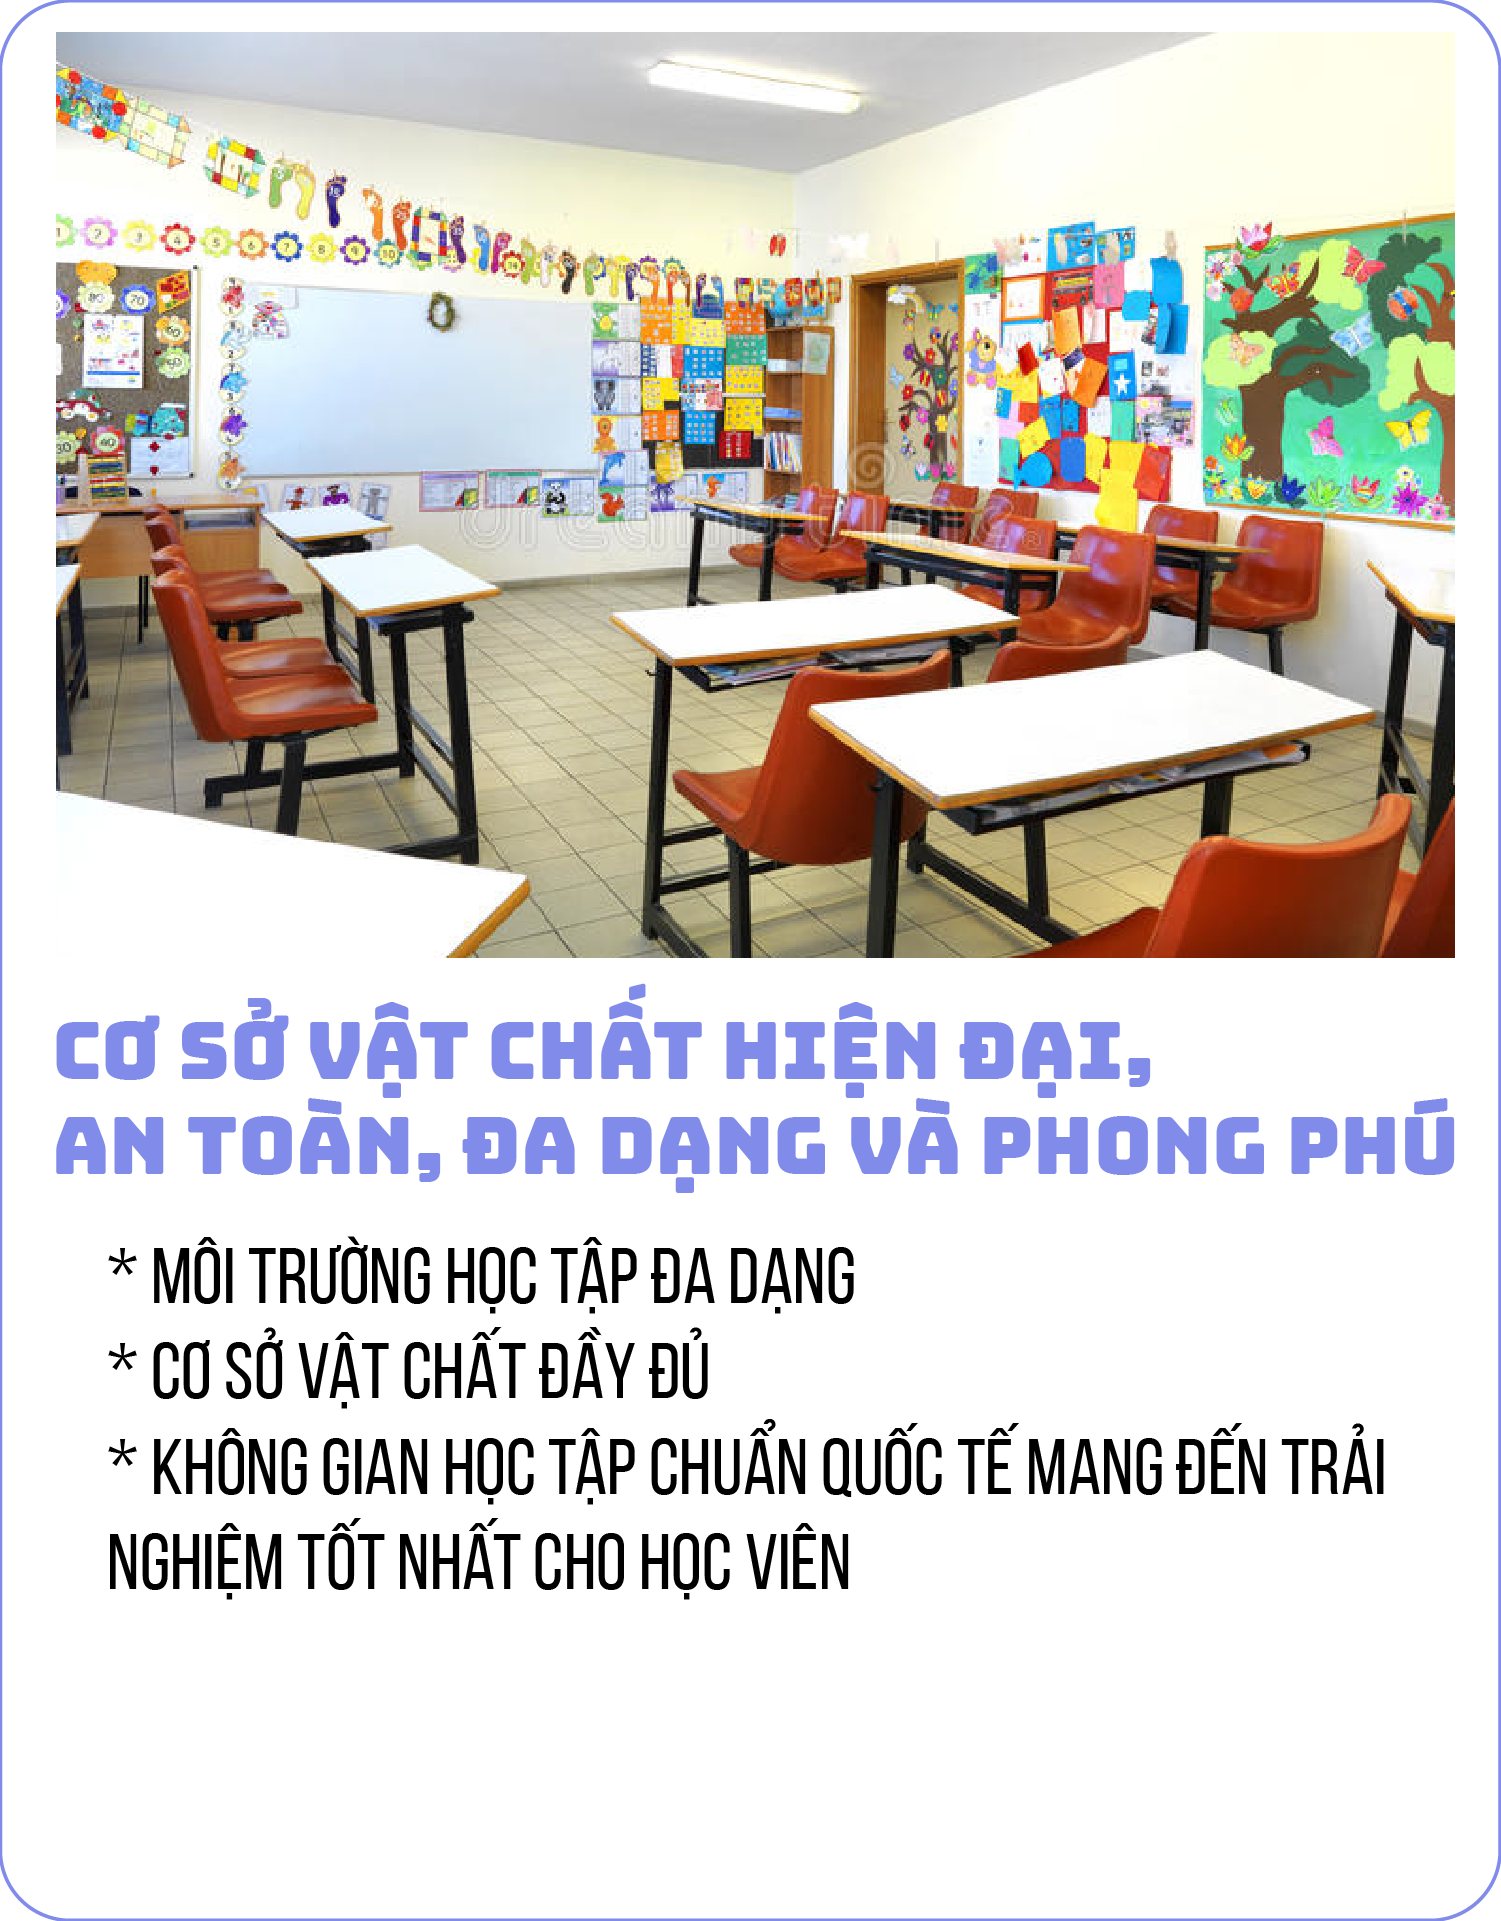 dreamstime
CƠ SỞ VẬT CHẤT HIỆN ĐẠI,
AN TOÀN, ĐA DẠNG VÀ PHONG PHÚ
* MÔI TRƯỜNG HỌC TẬP ĐA DẠNG
* CƠ SỞ VẬT CHẤT ĐẦY ĐỦ
* KHÔNG GIAN HỌC TẬP CHUẨN QUỐC TẾ MANG ĐẾN TRẢI
NGHIỆM TỐT NHẤT CHO HỌC VIÊN